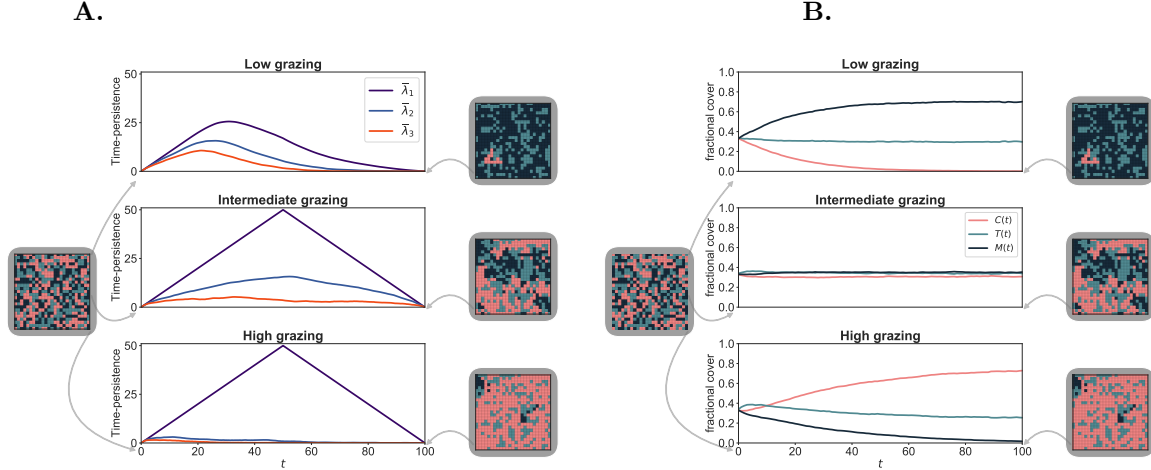 A.
Low grazing
Time-persistence
50
25
0
λ̅₁
λ̅₂
λ̅₃
Intermediate grazing
Time-persistence
50
25
0
High grazing
Time-persistence
50
25
0
0 20 40 60 80 100
t
B.
Low grazing
fractional cover
1.0
0.8
0.6
0.4
0.2
0.0
Intermediate grazing
fractional cover
1.0
0.8
0.6
0.4
0.2
0.0
C(t)
T(t)
M(t)
High grazing
fractional cover
1.0
0.8
0.6
0.4
0.2
0.0
0 20 40 60 80 100
t